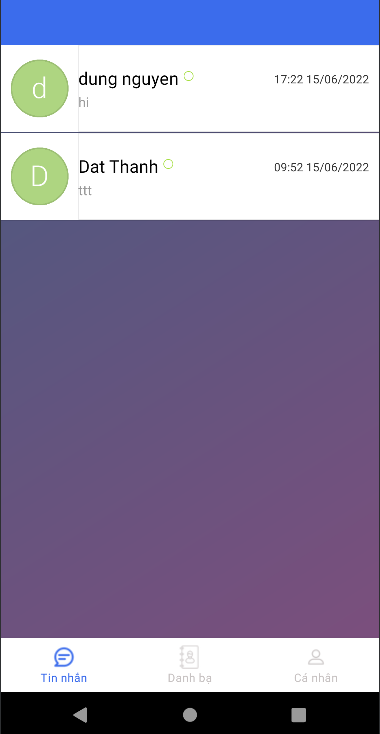 d
dung nguyen
17:22 15/06/2022
hi
D
Dat Thanh
09:52 15/06/2022
ttt
Tin nhắn
Danh bạ
Cá nhân